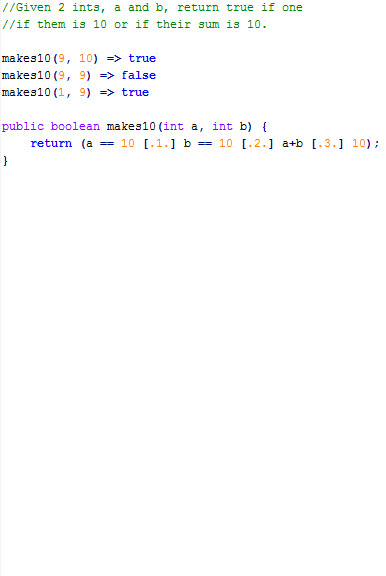 //Given 2 ints, a and b, return true if one
//if them is 10 or if their sum is 10.
makes10(9, 10) => true
makes10(9, 9) => false
makes10(1, 9) => true
public boolean makes10(int a, int b) {
return (a == 10 [.1.] b == 10 [.2.] a+b [.3.] 10);
}